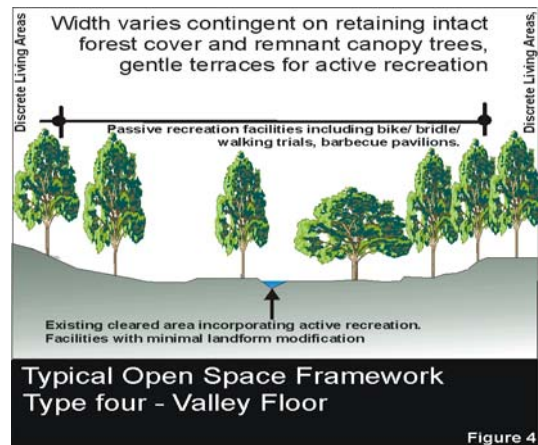 Width varies contingent on retaining intact
forest cover and remnant canopy trees,
gentle terraces for active recreation
Discrete Living Areas
Discrete Living Areas,
Passive recreation facilities including bike/ bridle/
walking trials, barbecue pavilions.
Existing cleared area incorporating active recreation.
Facilities with minimal landform modification
Typical Open Space Framework
Type four - Valley Floor
Figure 4